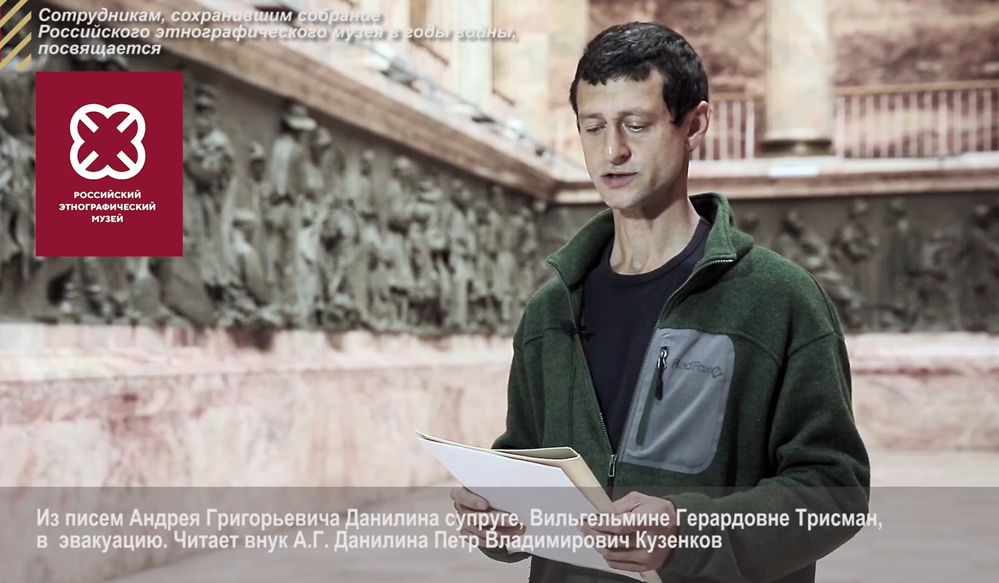 Сотрудникам, сохранившим собрание
Российского этнографического музея в годы войны,
посвящается
РОССИЙСКИЙ
ЭТНОГРАФИЧЕСКИЙ
МУЗЕЙ
RedFox
Из писем Андрея Григорьевича Данилина супруге, Вильгельмине Герардовне Трисман,
в эвакуацию. Читает внук А.Г. Данилина Петр Владимирович Кузенков